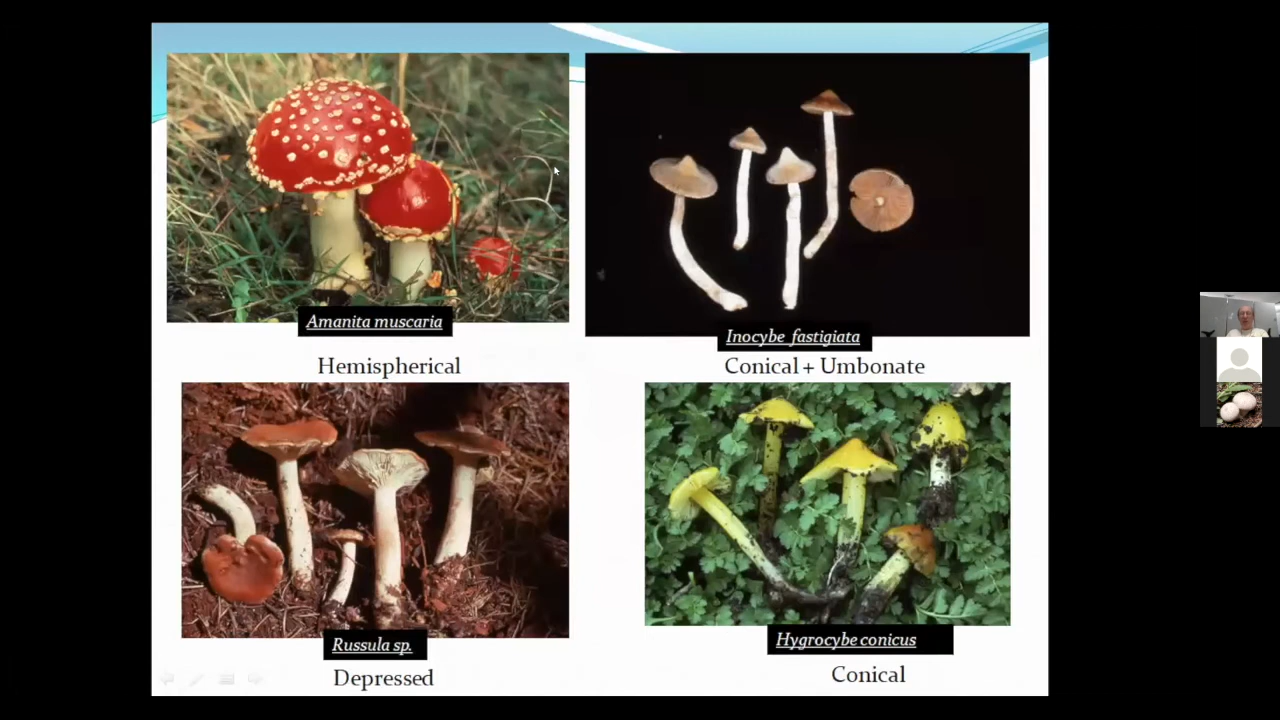 Amanita muscaria
Hemispherical
Inocybe fastigiata
Conical + Umbonate
Russula sp.
Depressed
Hygrocybe conicus
Conical